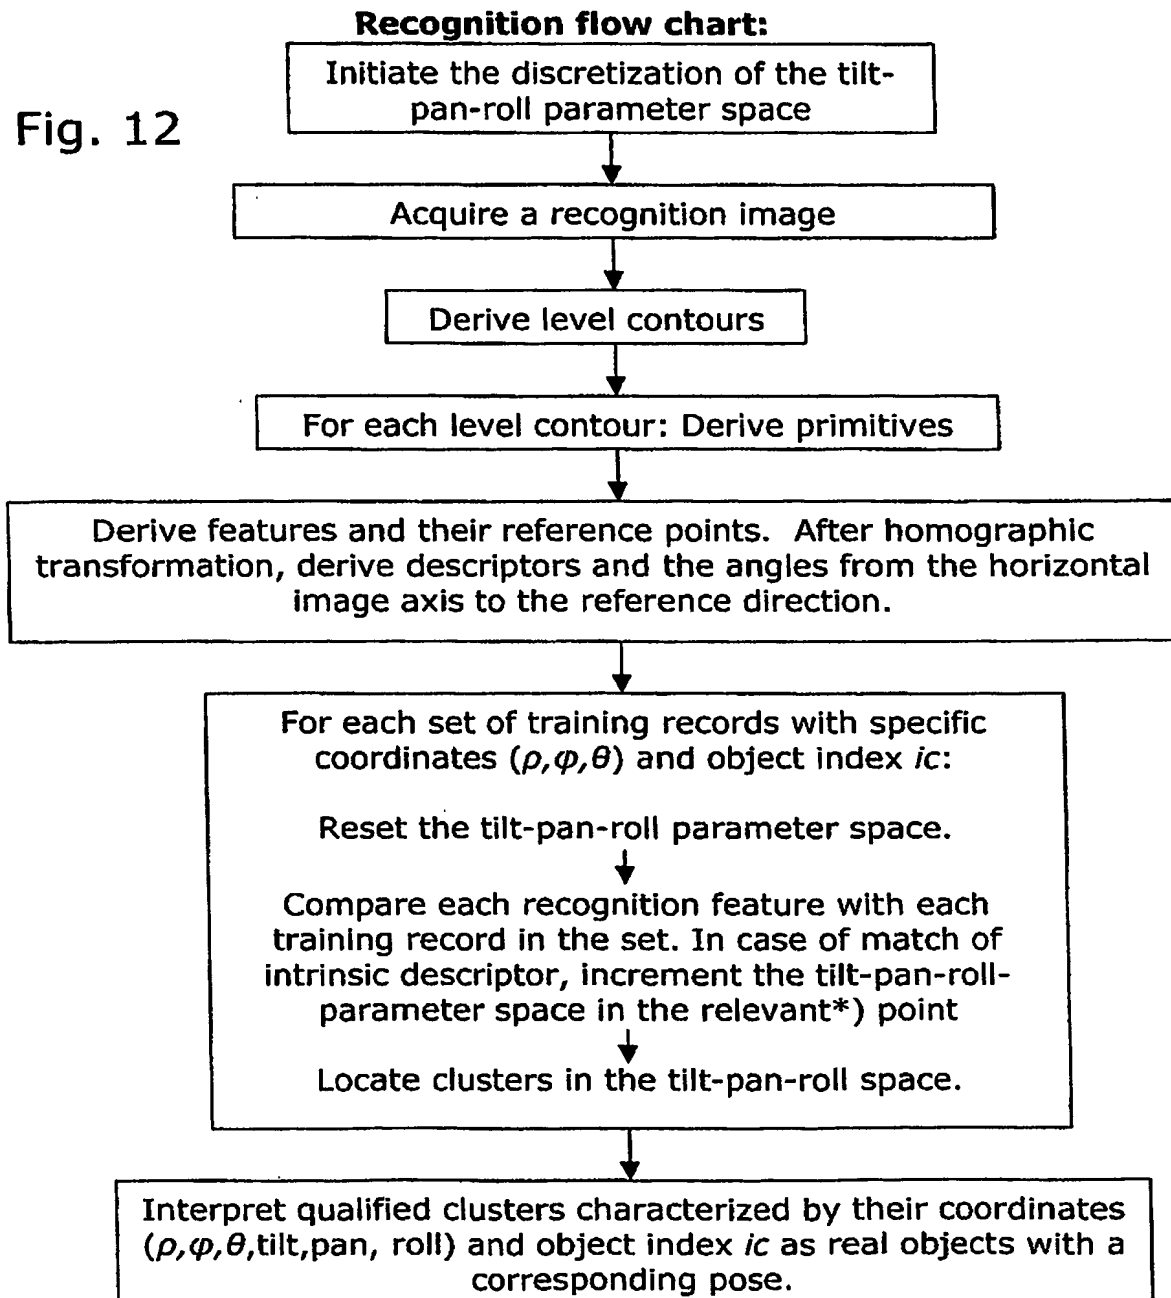 Recognition flow chart:
Fig. 12
Initiate the discretization of the tilt-
pan-roll parameter space
Acquire a recognition image
Derive level contours
For each level contour: Derive primitives
Derive features and their reference points. After homographic
transformation, derive descriptors and the angles from the horizontal
image axis to the reference direction.
For each set of training records with specific
coordinates (ρ,φ,θ) and object index ic:
Reset the tilt-pan-roll parameter space.
Compare each recognition feature with each
training record in the set. In case of match of
intrinsic descriptor, increment the tilt-pan-roll-
parameter space in the relevant*) point
Locate clusters in the tilt-pan-roll space.
Interpret qualified clusters characterized by their coordinates
(ρ,φ,θ,tilt,pan, roll) and object index ic as real objects with a
corresponding pose.